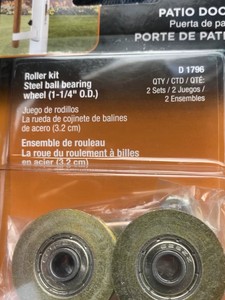 PATIO DOO
Puerta de pa
PORTE DE PATI
Roller kit
Steel ball bearing
wheel (1-1/4" O.D.)
D 1796
QTY / CTD / QTÉ:
2 Sets / 2 Juegos /
2 Ensembles
Juego de rodillos
La rueda de cojinete de balines
de acero (3.2 cm)
Ensemble de rouleau
La roue du roulement à billes
en acier (3.2 cm)